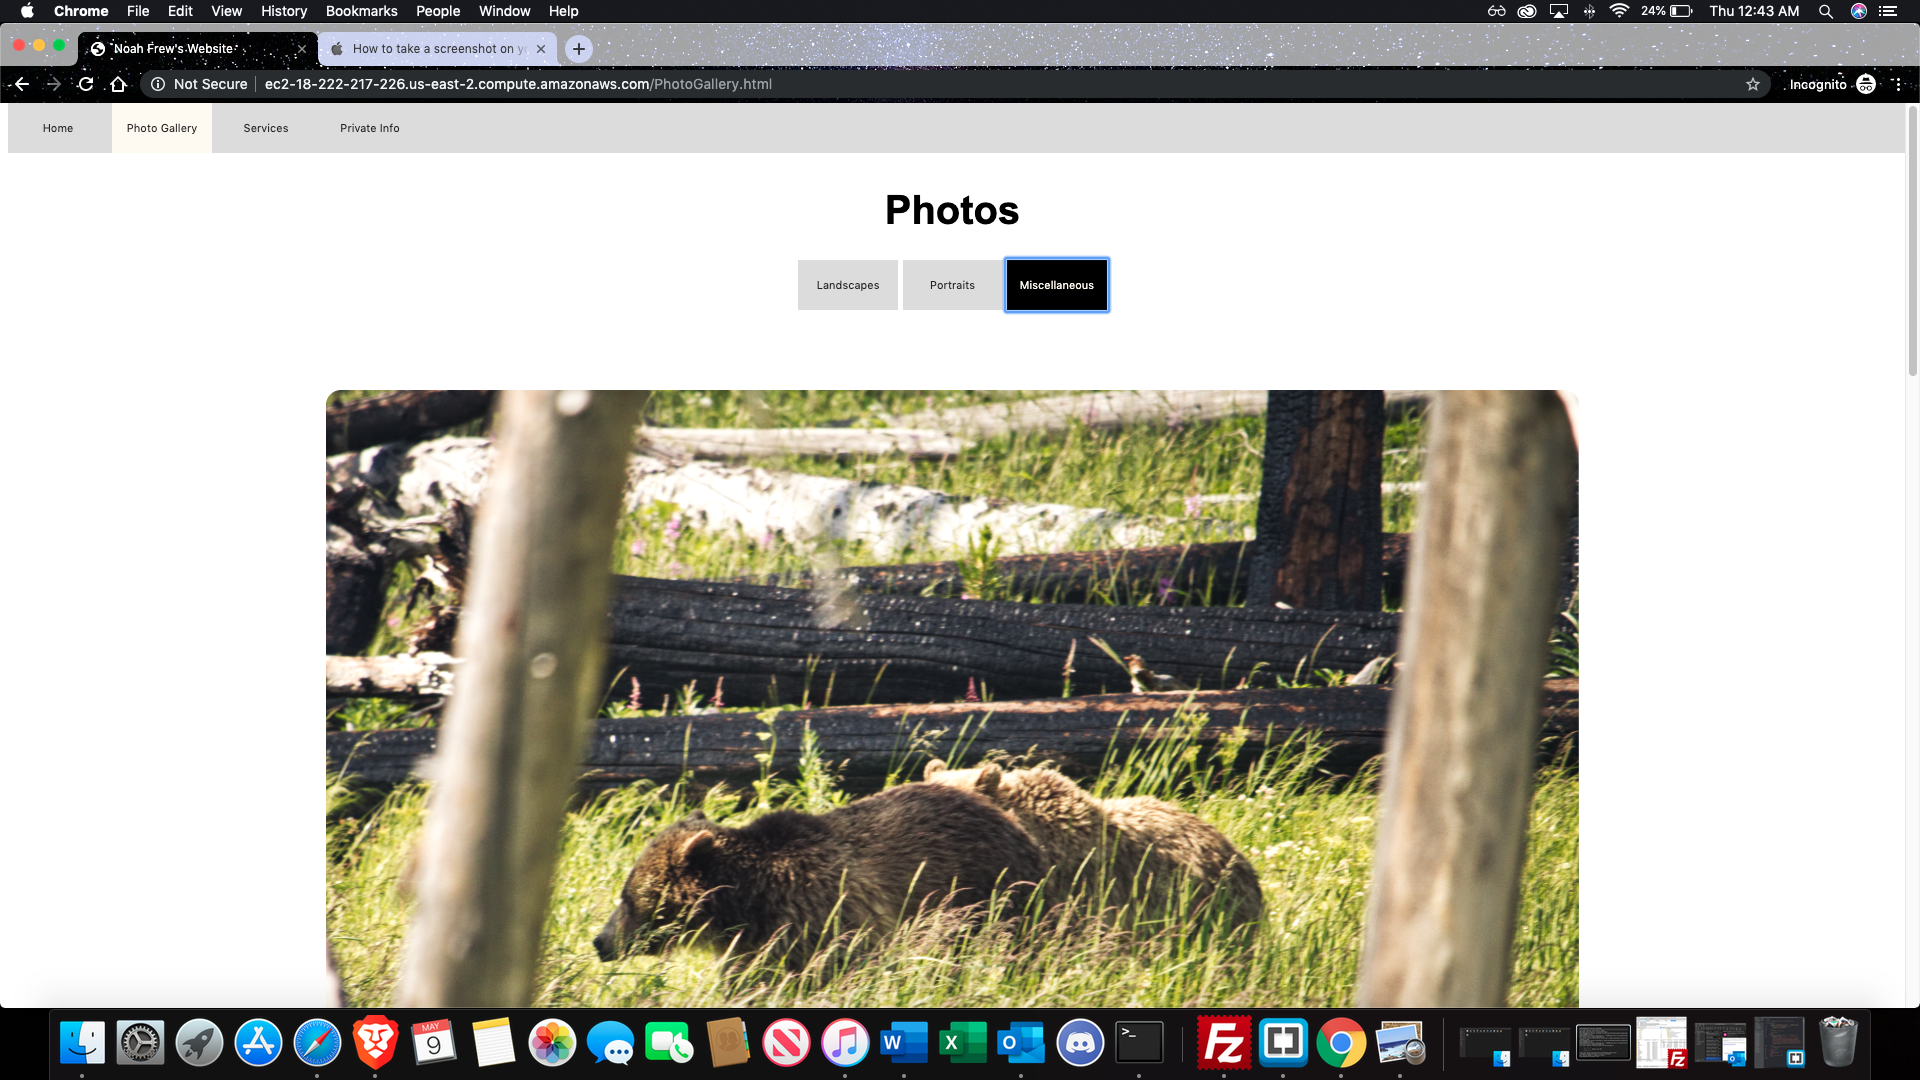 Chrome File Edit View History Bookmarks People Window Help 24% Thu 12:43 AM
Noah Frew's Website How to take a screenshot on y
Not Secure ec2-18-222-217-226.us-east-2.compute.amazonaws.com/PhotoGallery.html Incognito
Home Photo Gallery Services Private Info
Photos
Landscapes Portraits Miscellaneous
MAY
9
W X O >_ Fz